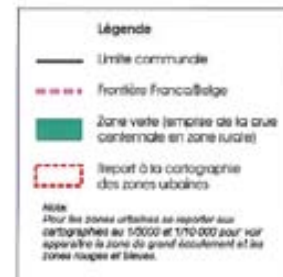 Légende
Limite communale
Frontière Franco/Belge
Zone verte (emprise de la crue
centennale en zone rurale)
Report à la cartographie
des zones urbaines
Nota:
Pour les zones urbaines se reporter aux
cartographies au 1/5000 et 1/10 000 pour voir
apparaître la zone de grand écoulement et les
zones rouges et bleues.